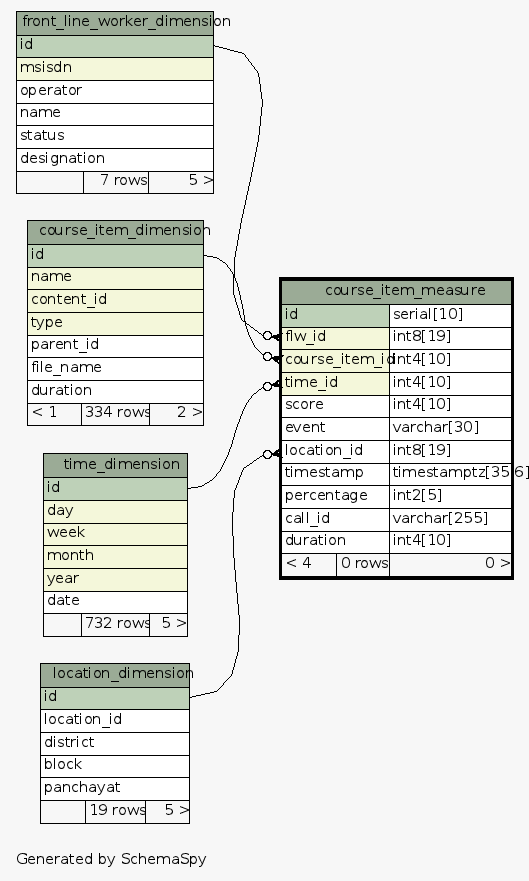 front_line_worker_dimension
id
msisdn
operator
name
status
designation
7 rows 5 >
course_item_dimension
id
name
content_id
type
parent_id
file_name
duration
< 1 334 rows 2 >
time_dimension
id
day
week
month
year
date
732 rows 5 >
location_dimension
id
location_id
district
block
panchayat
19 rows 5 >
course_item_measure
id serial[10]
flw_id int8[19]
course_item_id int4[10]
time_id int4[10]
score int4[10]
event varchar[30]
location_id int8[19]
timestamp timestamptz[35,6]
percentage int2[5]
call_id varchar[255]
duration int4[10]
< 4 0 rows 0 >
Generated by SchemaSpy